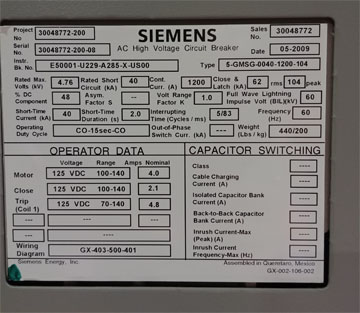 Project No 30048772-200
SIEMENS
Sales No. 30048772
Serial No. 30048772-200-08
AC High Voltage Circuit Breaker
Date 05-2009
Instr. Bk. No. E50001-U229-A285-X-US00
Type 5-GMSG-0040-1200-104
Rated Max. Volts (kV) 4.76 Rated Short Circuit (kA) 40 Cont. Curr. (A) 1200 Close & Latch (kA) 62 rms 104 peak
% DC Component 48 Asym. Factor S -- Volt Range Factor K 1.0 Full Wave Lightning Impulse Volt (BIL)(kV) 60
Short-Time Current (kA) 40 Short-Time Duration (s) 2.0 Interrupting Time (Cycles / ms) 5/83 Frequency (Hz) 60
Operating Duty Cycle CO-15sec-CO Out-of-Phase Switch Curr. (kA) --- Weight (Lbs / kg) 440/200
OPERATOR DATA
Voltage Range Amps Nominal
Motor 125 VDC 100-140 4.0
Close 125 VDC 100-140 2.1
Trip (Coil 1) 125 VDC 70-140 4.8
--- --- --- ---
--- --- --- ---
Wiring Diagram GX-403-500-401
CAPACITOR SWITCHING
Class ----
Cable Charging Current (A) ---
Isolated Capacitor Bank Current (A) ---
Back-to-Back Capacitor Bank Current (A) ---
Inrush Current-Max (Peak) (A) ---
Inrush Current Frequency-Max (Hz) ---
Siemens Energy, Inc.
Assembled in Queretaro, Mexico
GX-002-106-002